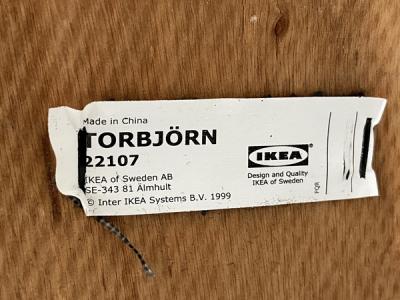 Made in China
TORBJÖRN
22107
IKEA of Sweden AB
SE-343 81 Älmhult
© Inter IKEA Systems B.V. 1999
IKEA
Design and Quality
IKEA of Sweden
PQR